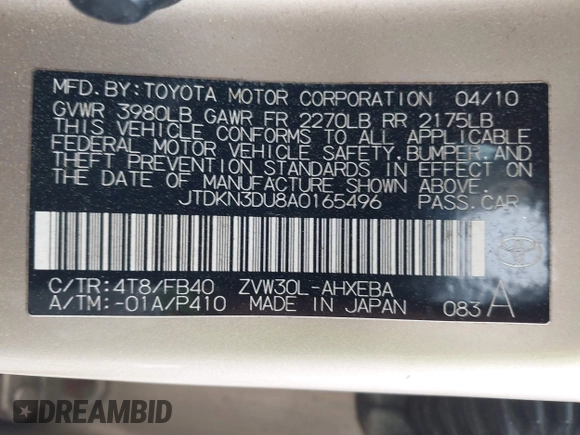 MFD.BY:TOYOTA MOTOR CORPORATION 04/10
GVWR 3980LB GAWR FR 2270LB RR 2175LB
THIS VEHICLE CONFORMS TO ALL APPLICABLE
FEDERAL MOTOR VEHICLE SAFETY,BUMPER,AND
THEFT PREVENTION STANDARDS IN EFFECT ON
THE DATE OF MANUFACTURE SHOWN ABOVE.
JTDKN3DU8A0165496 PASS.CAR
C/TR:4T8/FB40 ZVW30L-AHXEBA
A/TM:-01A/P410 MADE IN JAPAN 083 A
DREAMBID